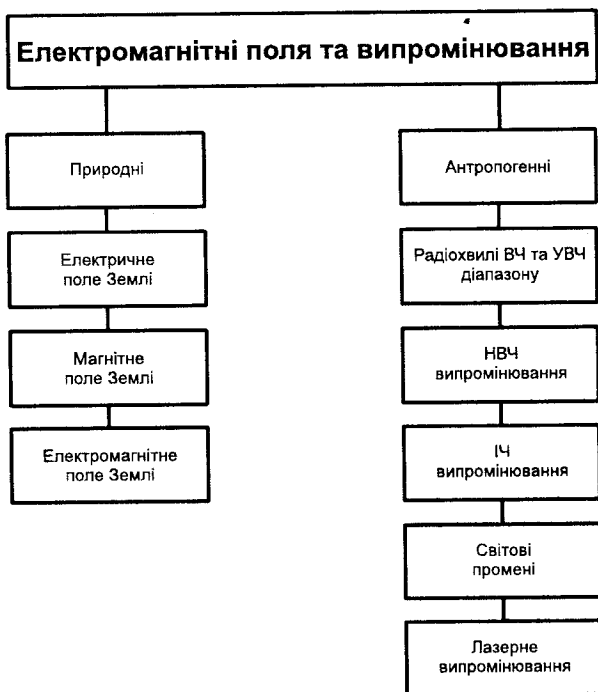 Електромагнітні поля та випромінювання
Природні
Електричне
поле Землі
Магнітне
поле Землі
Електромагнітне
поле Землі
Антропогенні
Радіохвилі ВЧ та УВЧ
діапазону
НВЧ
випромінювання
ІЧ
випромінювання
Світові
промені
Лазерне
випромінювання